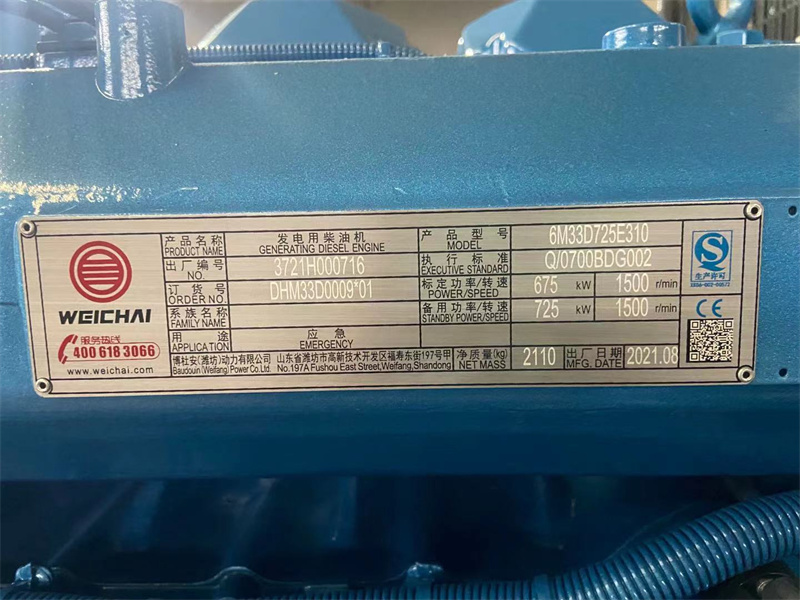 WEICHAI
服务热线
400 618 3066
www.weichai.com
产品名称 发电用柴油机 产品型号 6M33D725E310
PRODUCT NAME GENERATING DIESEL ENGINE MODEL
出厂编号 3721H000716 执行标准 Q/0700BDG002
NO. EXECUTIVE STANDARD
订货号 DHM33D0009*01 标定功率/转速 675 kW 1500 r/min
ORDER NO. POWER/SPEED
系族名称 备用功率/转速 725 kW 1500 r/min
FAMILY NAME STANDBY POWER/SPEED
用途 应急
APPLICATION EMERGENCY
博杜安(潍坊)动力有限公司 山东省潍坊市高新技术开发区福寿东街197号甲 净质量(kg) 2110 出厂日期 2021.08
Baudouin (Weifang) Power Co.Ltd. No.197A Fushou East Street,Weifang,Shandong NET MASS MFG. DATE
生产许可
CE